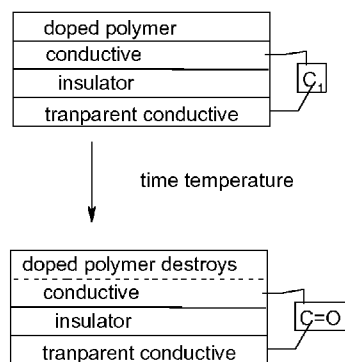 doped polymer
conductive
insulator
C1
tranparent conductive
time temperature
doped polymer destroys
conductive
insulator
C=O
tranparent conductive